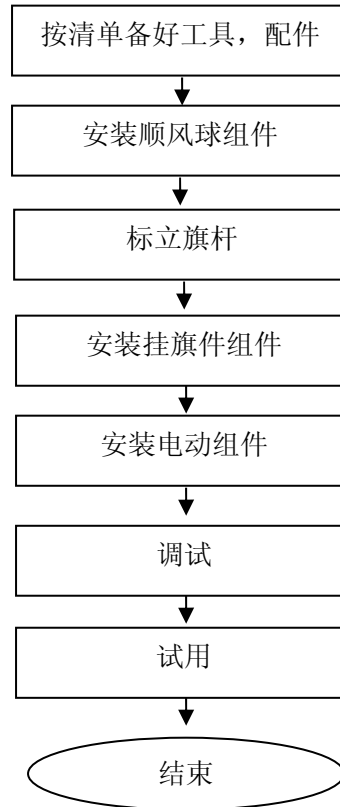 按清单备好工具，配件
安装顺风球组件
标立旗杆
安装挂旗件组件
安装电动组件
调试
试用
结束